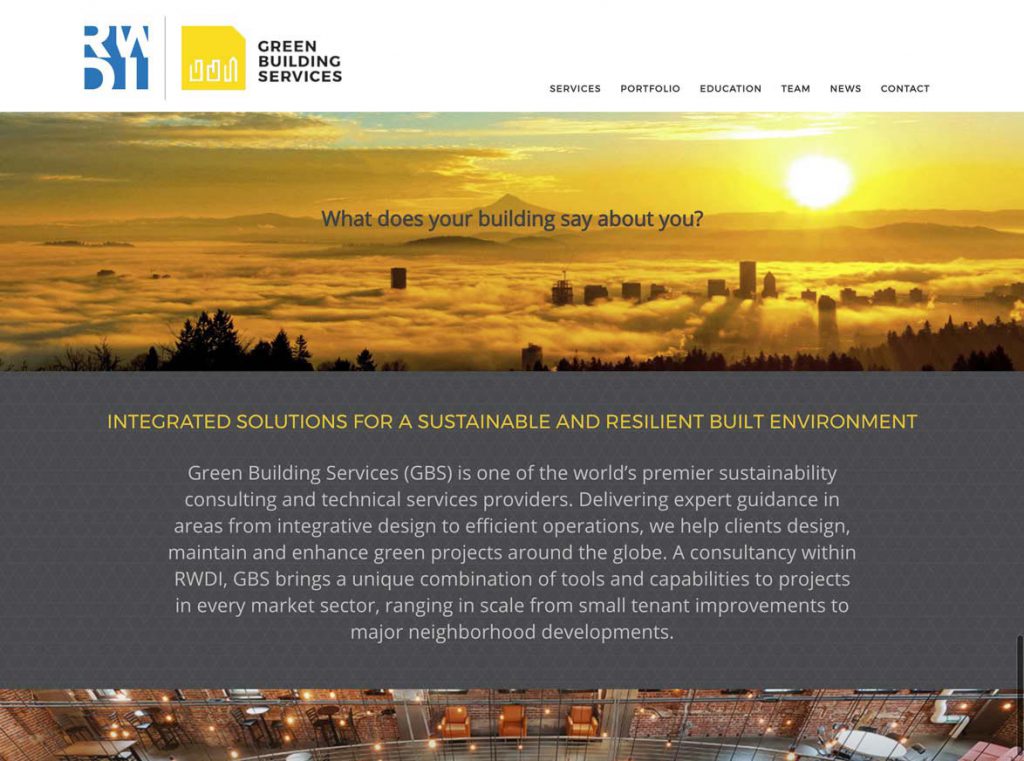 RWDI
GREEN
BUILDING
SERVICES
SERVICES PORTFOLIO EDUCATION TEAM NEWS CONTACT
What does your building say about you?
INTEGRATED SOLUTIONS FOR A SUSTAINABLE AND RESILIENT BUILT ENVIRONMENT
Green Building Services (GBS) is one of the world’s premier sustainability
consulting and technical services providers. Delivering expert guidance in
areas from integrative design to efficient operations, we help clients design,
maintain and enhance green projects around the globe. A consultancy within
RWDI, GBS brings a unique combination of tools and capabilities to projects
in every market sector, ranging in scale from small tenant improvements to
major neighborhood developments.